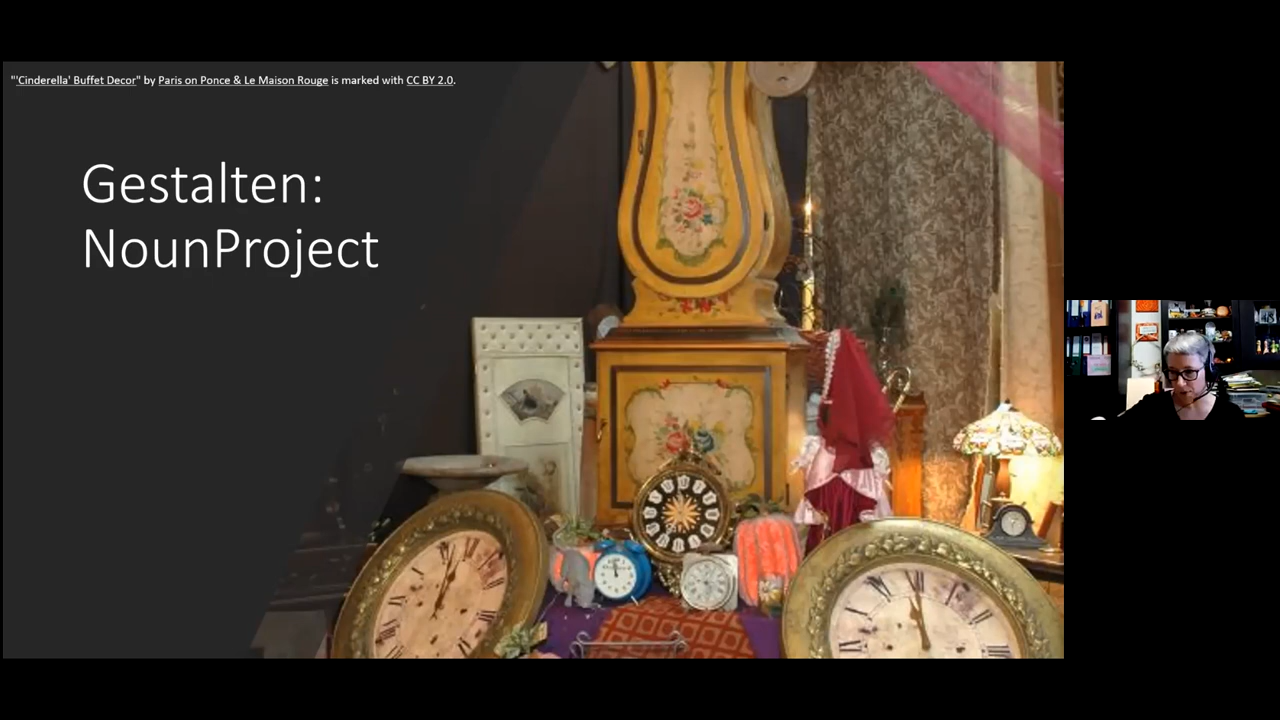 "'Cinderella' Buffet Decor" by Paris on Ponce & Le Maison Rouge is marked with CC BY 2.0.
Gestalten:
NounProject